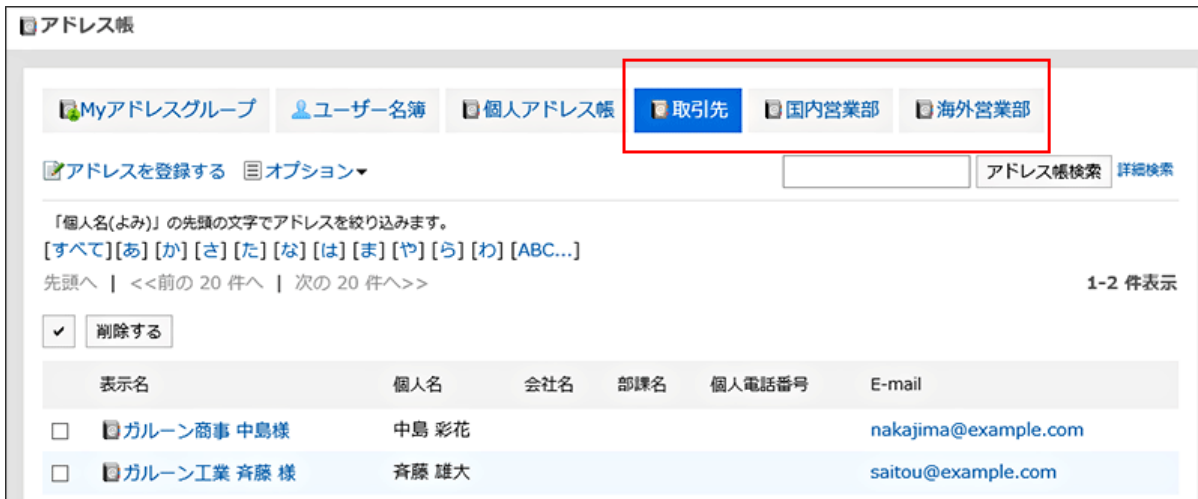 アドレス帳
Myアドレスグループ ユーザー名簿 個人アドレス帳 取引先 国内営業部 海外営業部
アドレスを登録する オプション▾ アドレス帳検索 詳細検索
「個人名(よみ)」の先頭の文字でアドレスを絞り込みます。
[すべて][あ] [か] [さ] [た] [な] [は] [ま] [や] [ら] [わ] [ABC...]
先頭へ | <<前の 20 件へ | 次の 20 件へ>> 1-2 件表示
削除する
表示名 個人名 会社名 部課名 個人電話番号 E-mail
ガルーン商事 中島様 中島 彩花 nakajima@example.com
ガルーン工業 斉藤 様 斉藤 雄大 saitou@example.com